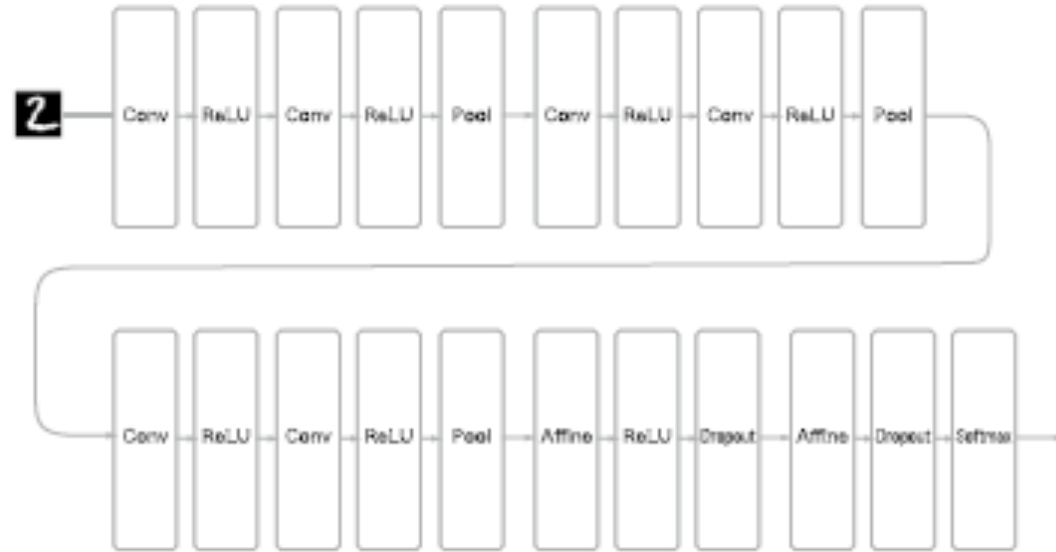 2
Conv ReLU Conv ReLU Pool Conv ReLU Conv ReLU Pool
Conv ReLU Conv ReLU Pool Affine ReLU Dropout Affine Dropout Softmax